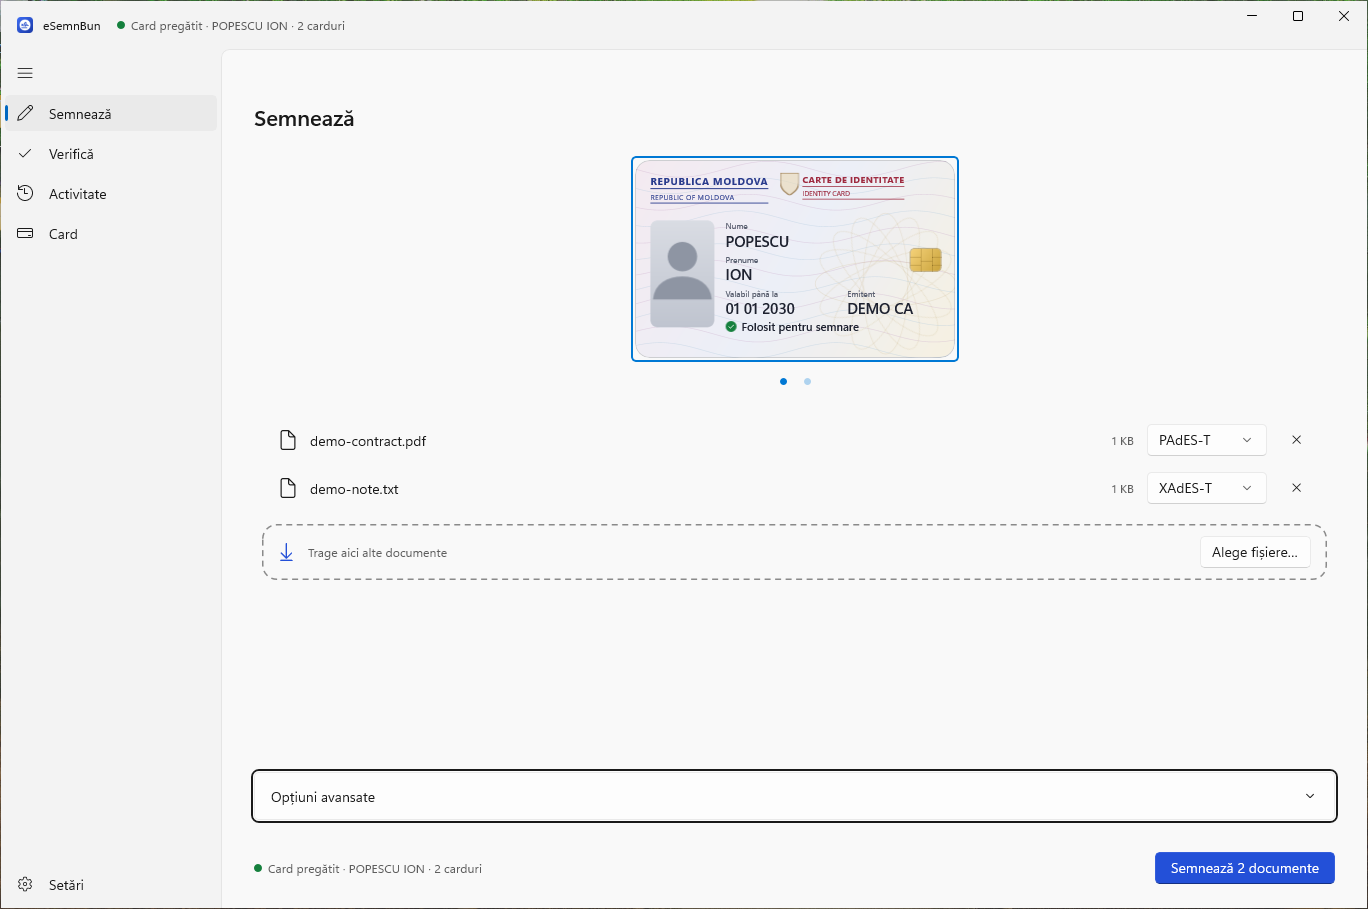 eSemnBun
Card pregătit · POPESCU ION · 2 carduri
Semnează
Verifică
Activitate
Card
Setări
Semnează
REPUBLICA MOLDOVA
REPUBLIC OF MOLDOVA
CARTE DE IDENTITATE
IDENTITY CARD
Nume
POPESCU
Prenume
ION
Valabil până la
01 01 2030
Emitent
DEMO CA
Folosit pentru semnare
demo-contract.pdf 1 KB PAdES-T
demo-note.txt 1 KB XAdES-T
Trage aici alte documente Alege fișiere...
Opțiuni avansate
Card pregătit · POPESCU ION · 2 carduri
Semnează 2 documente